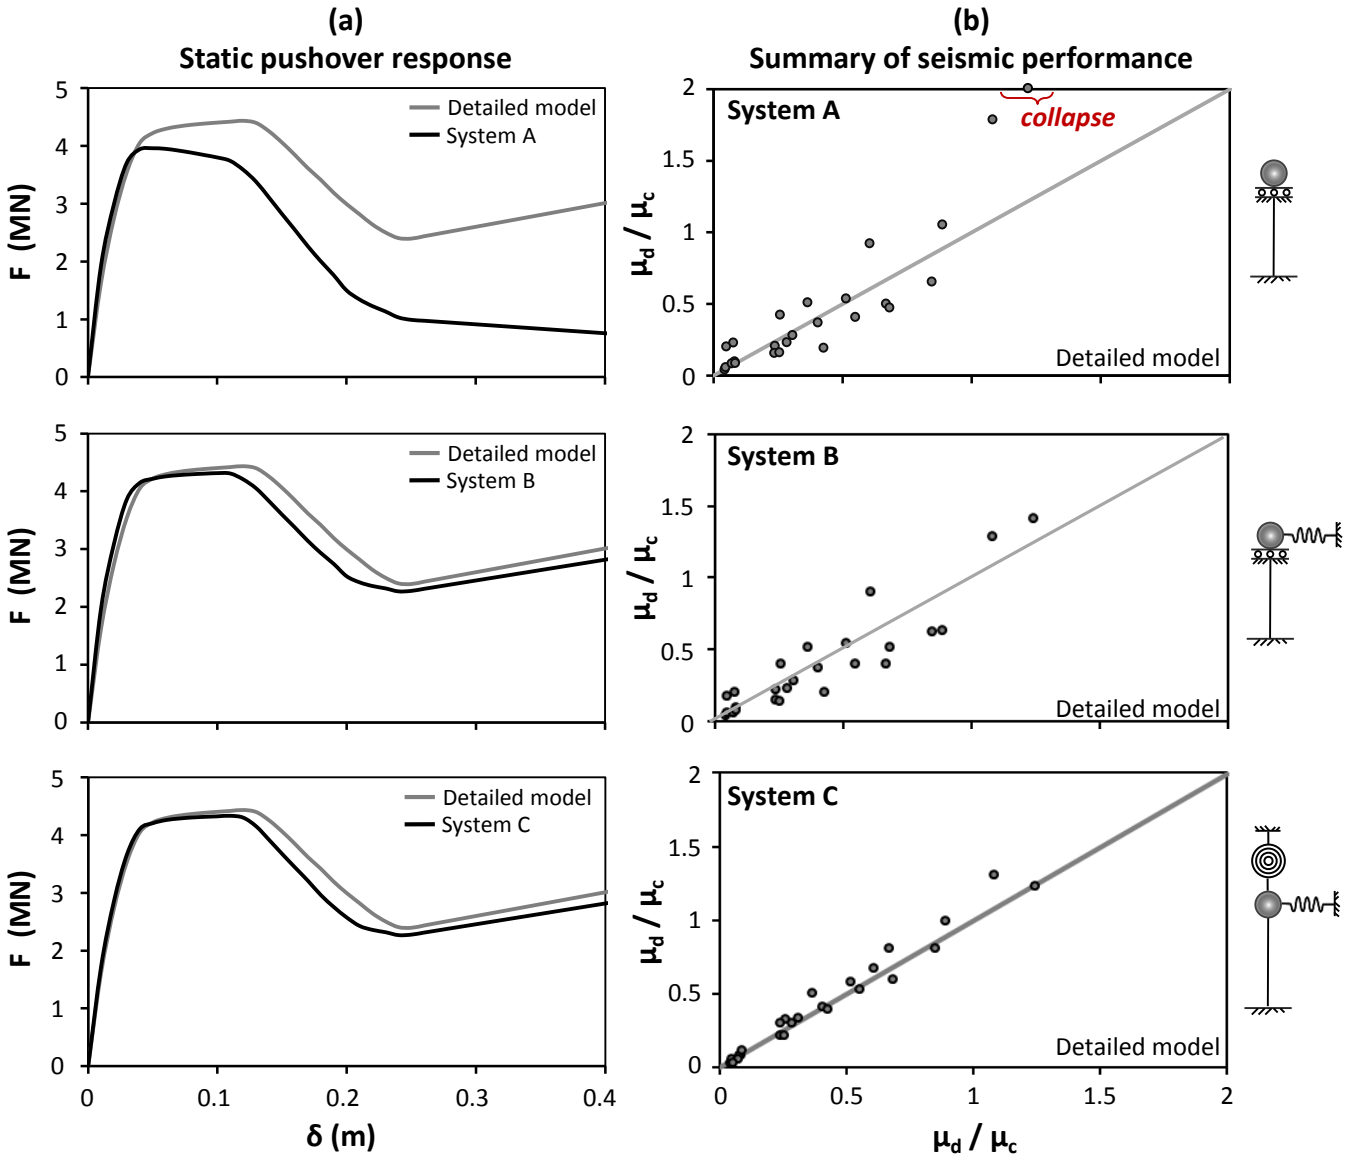 (a)
Static pushover response
(b)
Summary of seismic performance
F (MN)
5
4
3
2
1
0
Detailed model
System A
μd / μc
2
1.5
1
0.5
0
0
System A
collapse
Detailed model
F (MN)
5
4
3
2
1
0
Detailed model
System B
μd / μc
2
1.5
1
0.5
0
System B
Detailed model
F (MN)
5
4
3
2
1
0
Detailed model
System C
0
0.1
0.2
0.3
0.4
δ (m)
μd / μc
2
1.5
1
0.5
0
System C
Detailed model
0
0.5
1
1.5
2
μd / μc